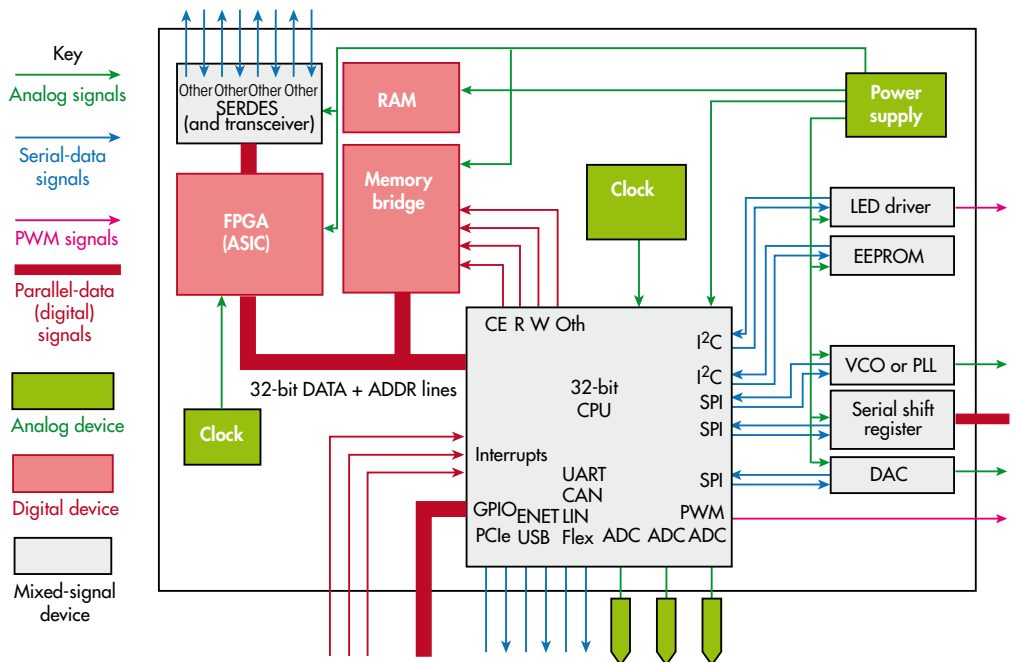 Key
Analog signals
Serial-data
signals
PWM signals
Parallel-data
(digital)
signals
Analog device
Digital device
Mixed-signal
device
Other Other Other Other
SERDES
(and transceiver)
RAM
Power
supply
FPGA
(ASIC)
Memory
bridge
Clock
LED driver
EEPROM
CE R W Oth
I²C
I²C
VCO or PLL
32-bit DATA + ADDR lines
32-bit
CPU
SPI
SPI
Serial shift
register
Clock
Interrupts
SPI
DAC
UART
CAN
GPIO ENET LIN PWM
PCIe USB Flex ADC ADC ADC